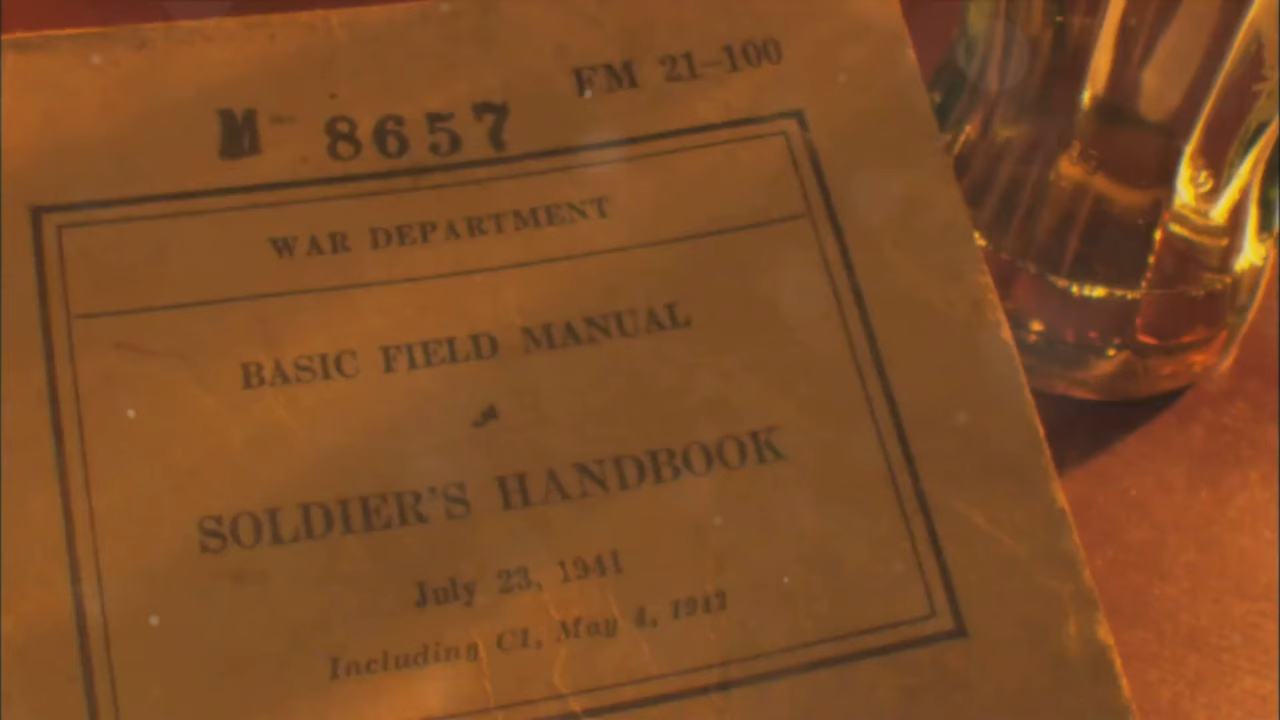 FM 21-100
M 8657
WAR DEPARTMENT
BASIC FIELD MANUAL
SOLDIER'S HANDBOOK
July 23, 1941
Including C1, May 4, 1942